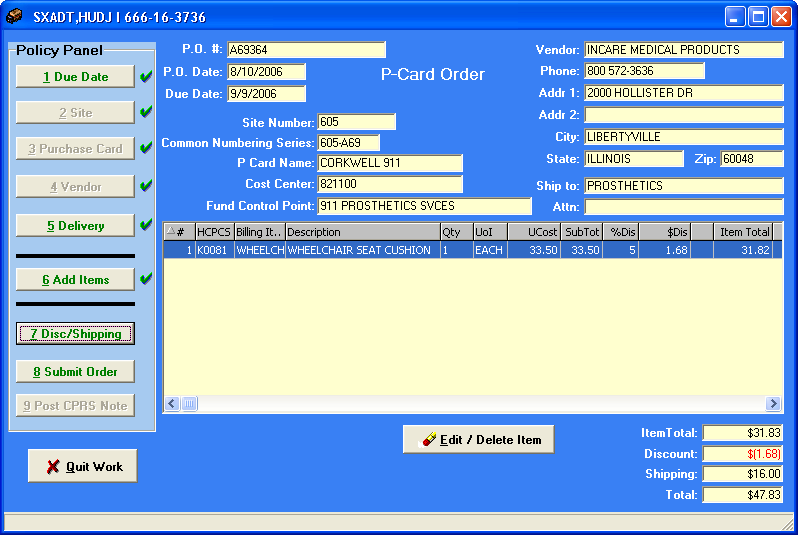 SXADT,HUDJ | 666-16-3736
Policy Panel
1 Due Date
2 Site
3 Purchase Card
4 Vendor
5 Delivery
6 Add Items
7 Disc/Shipping
8 Submit Order
9 Post CPRS Note
Quit Work
P.O. #: A69364
P.O. Date: 8/10/2006
Due Date: 9/9/2006
P-Card Order
Site Number: 605
Common Numbering Series: 605-A69
P Card Name: CORKWELL 911
Cost Center: 821100
Fund Control Point: 911 PROSTHETICS SVCES
Vendor: INCARE MEDICAL PRODUCTS
Phone: 800 572-3636
Addr 1: 2000 HOLLISTER DR
Addr 2:
City: LIBERTYVILLE
State: ILLINOIS Zip: 60048
Ship to: PROSTHETICS
Attn:
# HCPCS Billing It.. Description Qty UoI UCost SubTot %Dis $Dis Item Total
1 K0081 WHEELCH WHEELCHAIR SEAT CUSHION 1 EACH 33.50 33.50 5 1.68 31.82
Edit / Delete Item
ItemTotal: $31.83
Discount: $(1.68)
Shipping: $16.00
Total: $47.83